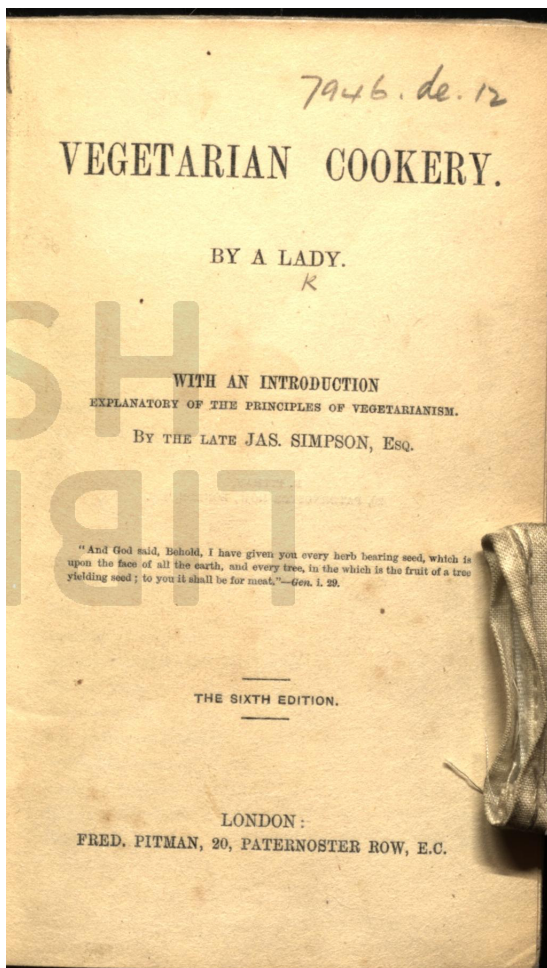 7946.de.12
VEGETARIAN COOKERY.
BY A LADY.
K
WITH AN INTRODUCTION
EXPLANATORY OF THE PRINCIPLES OF VEGETARIANISM.
BY THE LATE JAS. SIMPSON, ESQ.
"And God said, Behold, I have given you every herb bearing seed, which is
upon the face of all the earth, and every tree, in the which is the fruit of a tree
yielding seed; to you it shall be for meat."—Gen. i. 29.
THE SIXTH EDITION.
LONDON:
FRED. PITMAN, 20, PATERNOSTER ROW, E.C.